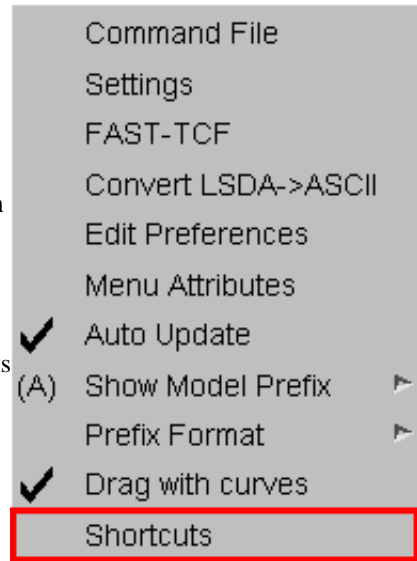 Command File
Settings
FAST-TCF
Convert LSDA->ASCII
Edit Preferences
Menu Attributes
Auto Update
(A) Show Model Prefix
Prefix Format
Drag with curves
Shortcuts